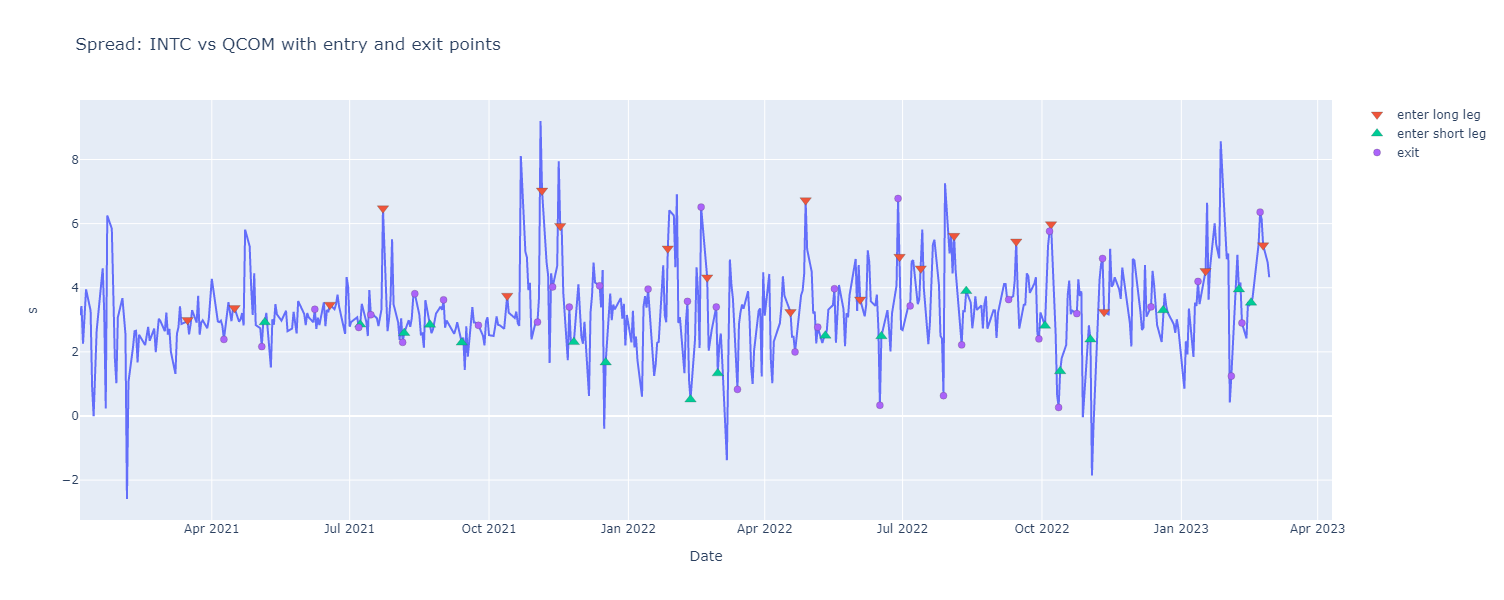 Spread: INTC vs QCOM with entry and exit points
enter long leg
enter short leg
exit
8
6
4
2
0
−2
s
Apr 2021
Jul 2021
Oct 2021
Jan 2022
Apr 2022
Jul 2022
Oct 2022
Jan 2023
Apr 2023
Date